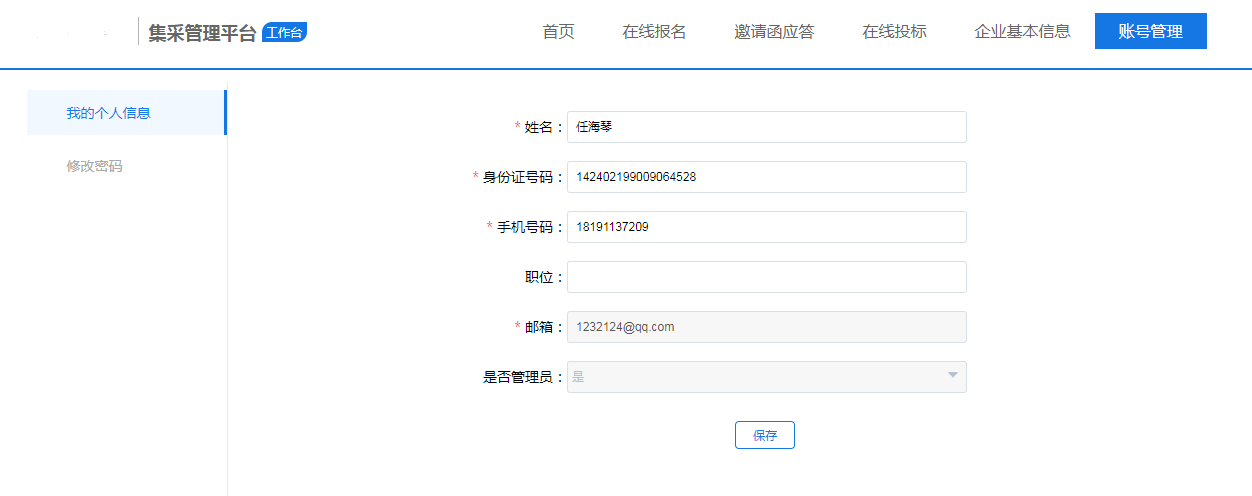 集采管理平台 工作台 首页 在线报名 邀请函应答 在线投标 企业基本信息 账号管理
我的个人信息
修改密码
* 姓名： 任海琴
* 身份证号码： 142402199009064528
* 手机号码： 18191137209
职位：
* 邮箱： 1232124@qq.com
是否管理员： 是
保存